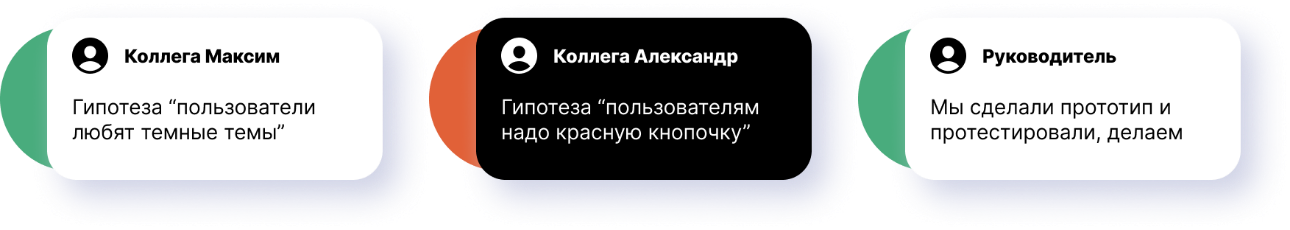 Коллега Максим
Гипотеза “пользователи
любят темные темы”
Коллега Александр
Гипотеза “пользователям
надо красную кнопочку”
Руководитель
Мы сделали прототип и
протестировали, делаем